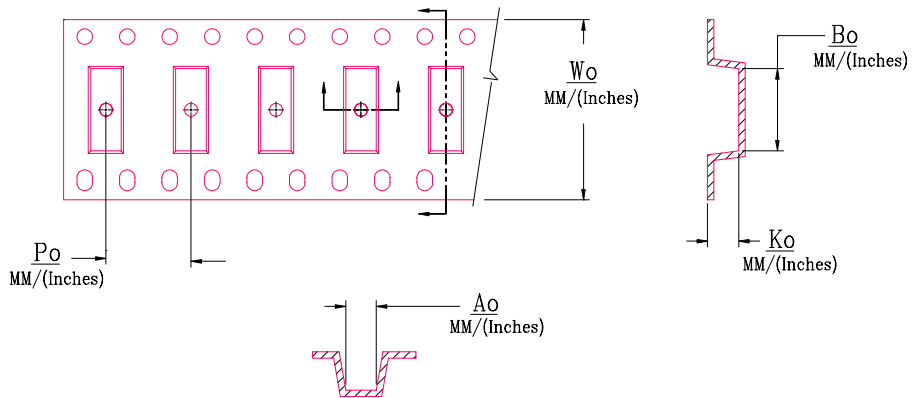 Wo
MM/(Inches)
Bo
MM/(Inches)
Po
MM/(Inches)
Ko
MM/(Inches)
Ao
MM/(Inches)